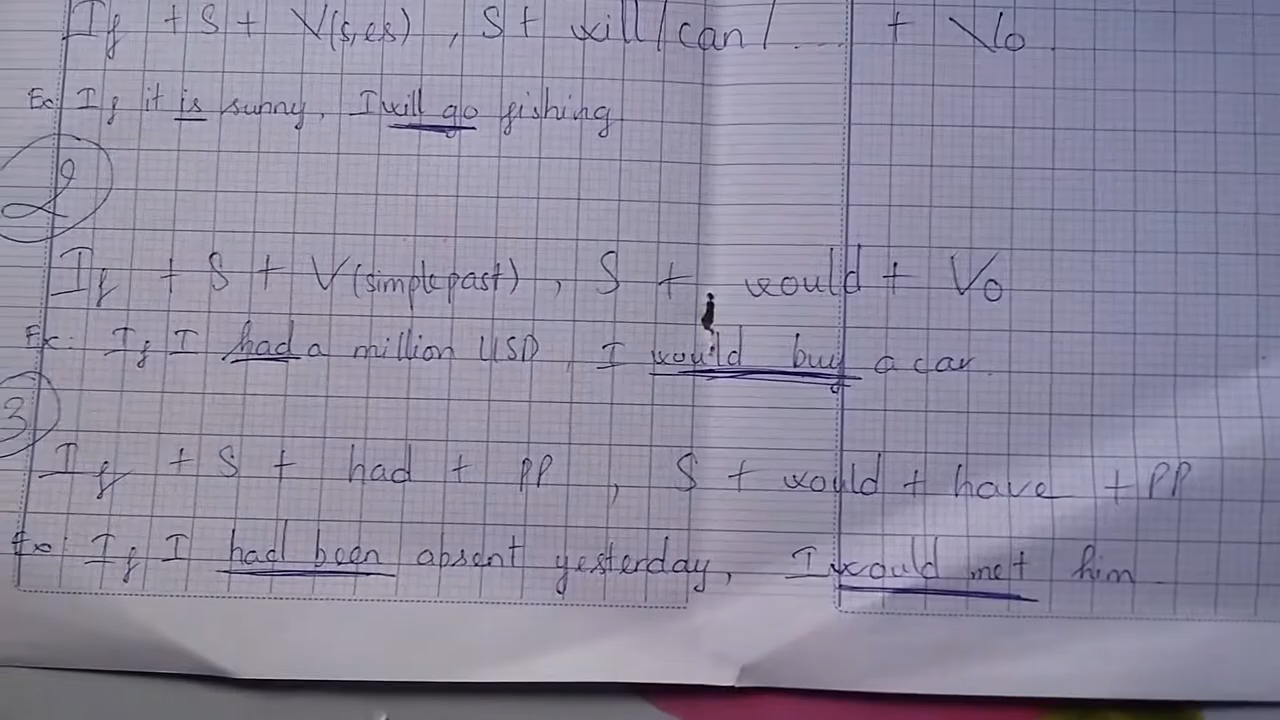 If + S + V(s,es) , S + will / can / .... + Vo
Ex: If it is sunny, I will go fishing
2
If + S + V(simple past) , S + would + Vo
Ex: If I had a million USD, I would buy a car.
3
If + S + had + PP , S + would + have + PP
Ex: If I had been absent yesterday, I would met him